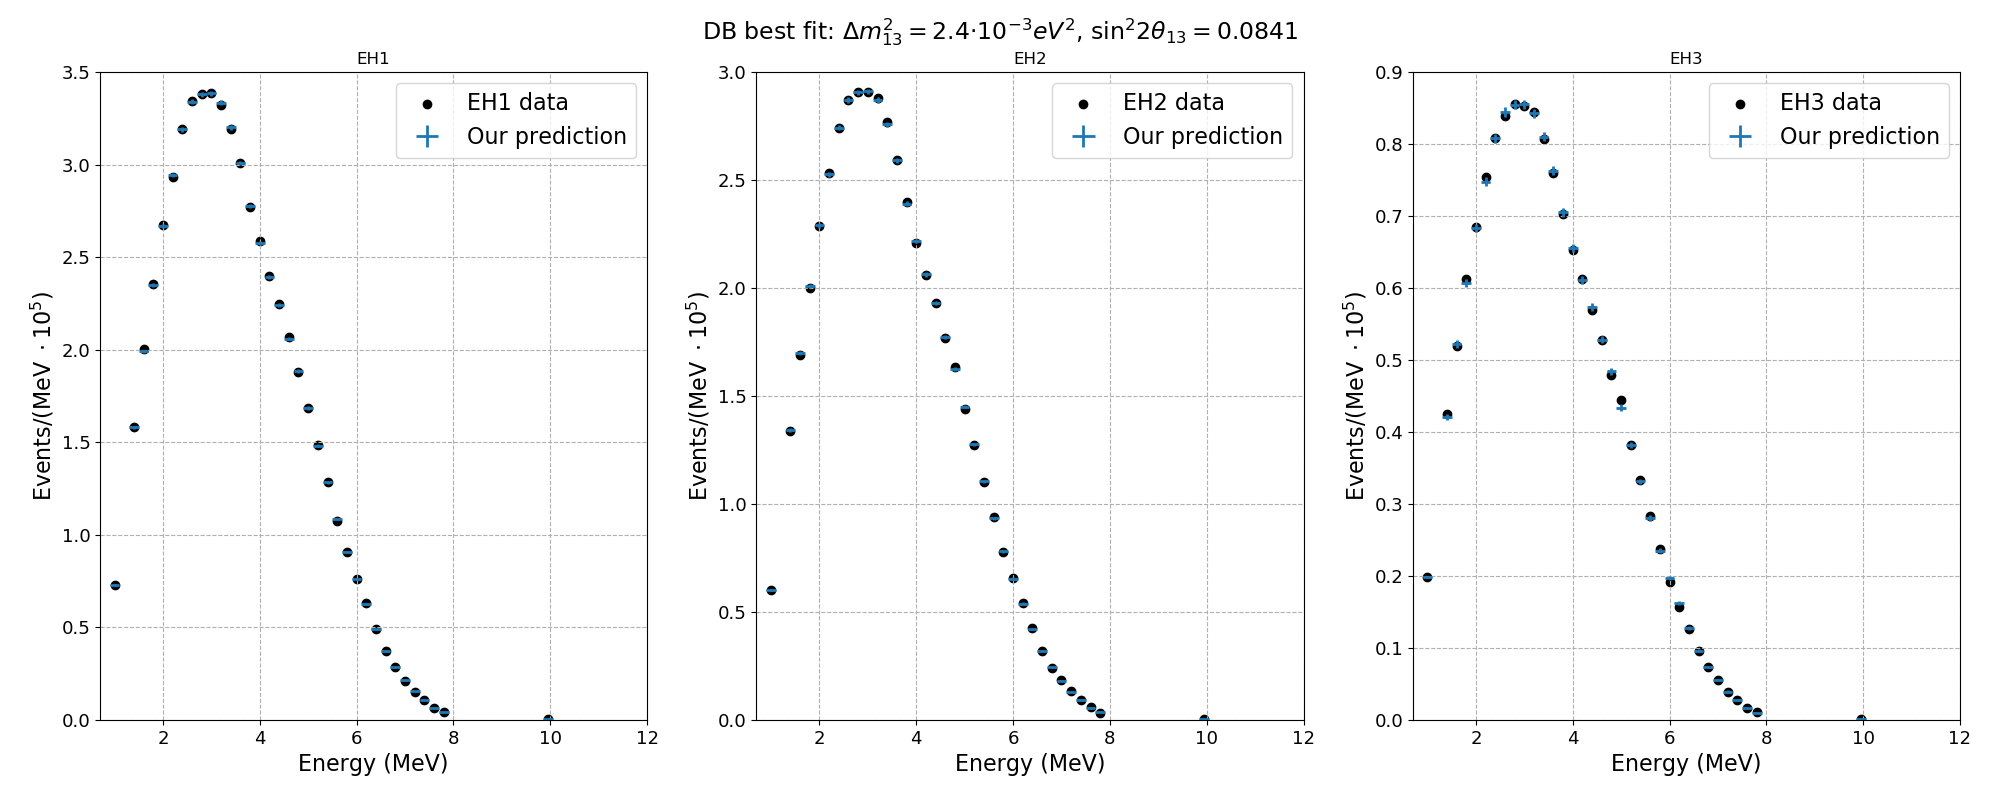 DB best fit: Δm²₁₃ = 2.4·10⁻³eV², sin²2θ₁₃ = 0.0841
EH1
3.5
3.0
2.5
2.0
1.5
1.0
0.5
0.0
Events/(MeV · 10⁵)
EH1 data
Our prediction
2 4 6 8 10 12
Energy (MeV)
EH2
3.0
2.5
2.0
1.5
1.0
0.5
0.0
Events/(MeV · 10⁵)
EH2 data
Our prediction
2 4 6 8 10 12
Energy (MeV)
EH3
0.9
0.8
0.7
0.6
0.5
0.4
0.3
0.2
0.1
0.0
Events/(MeV · 10⁵)
EH3 data
Our prediction
2 4 6 8 10 12
Energy (MeV)